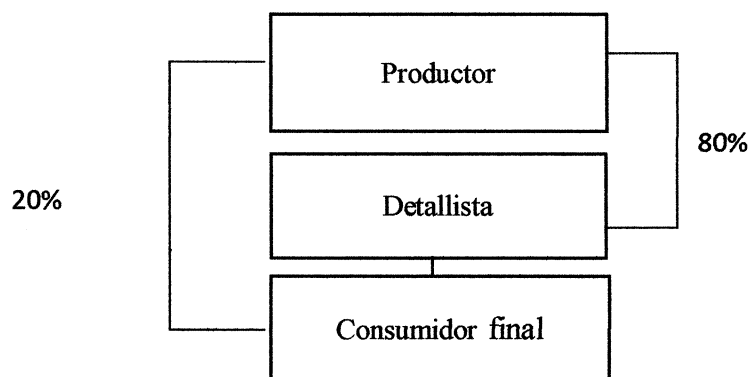 Productor
80%
20%
Detallista
Consumidor final